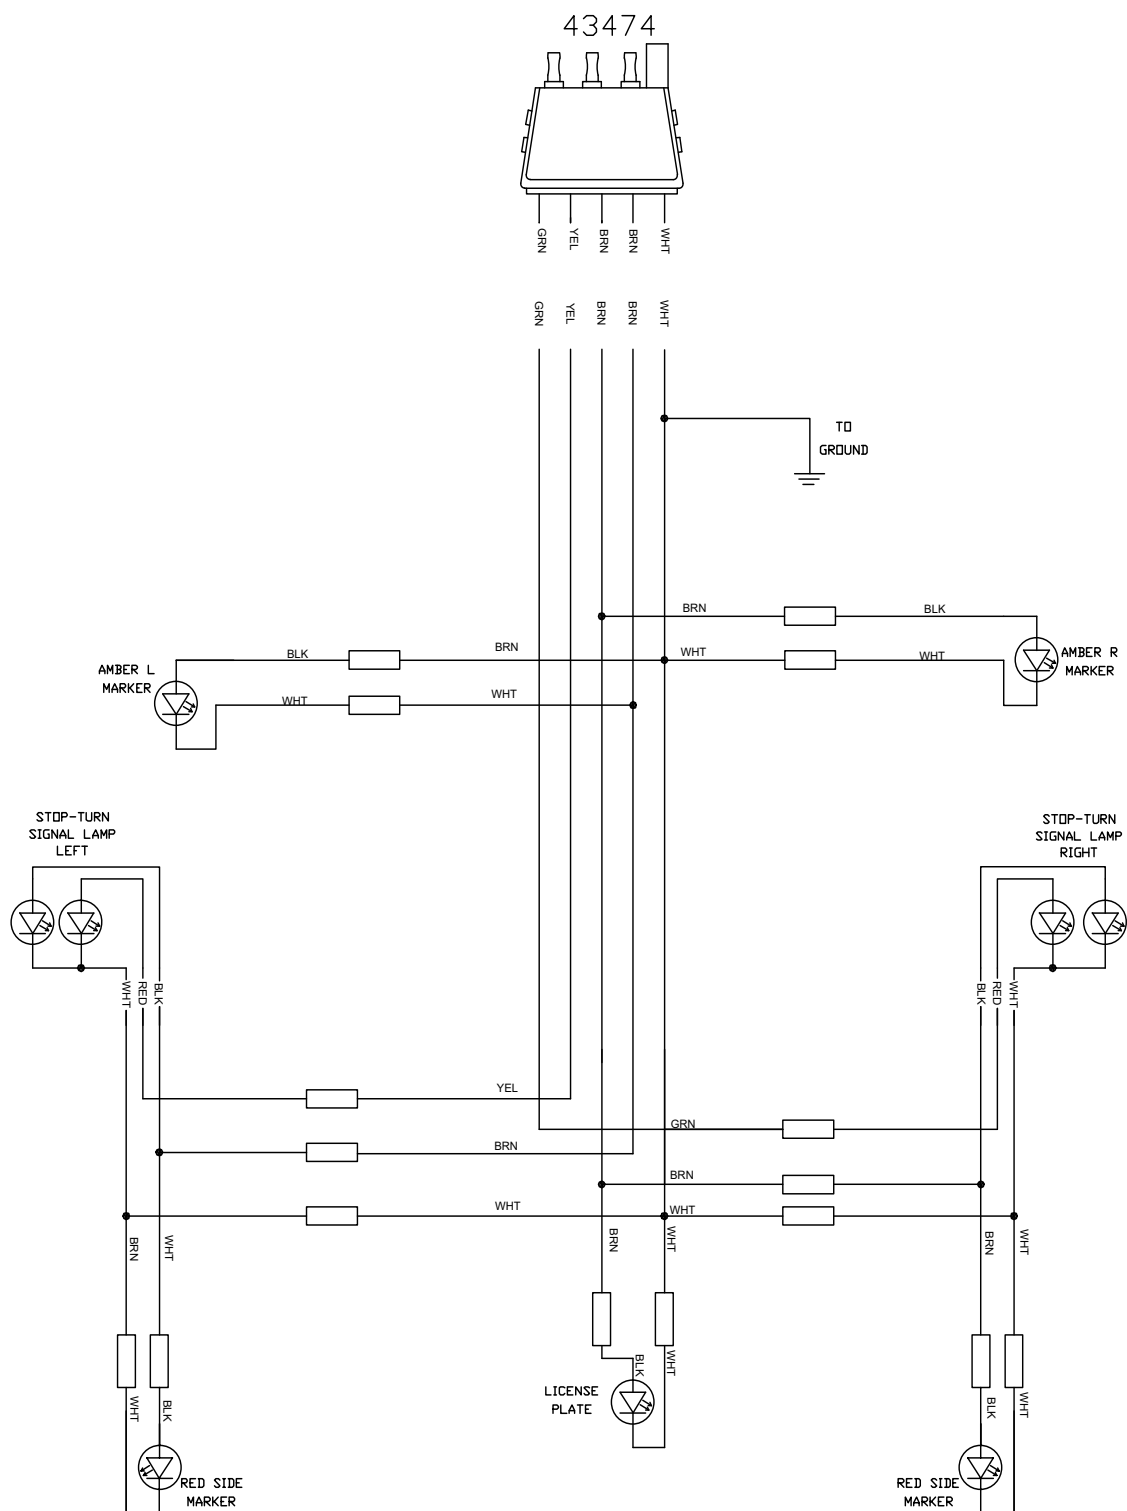 43474
GRN YEL BRN BRN WHT
GRN YEL BRN BRN WHT
TO
GROUND
BRN BLK
BLK BRN WHT WHT
AMBER L
MARKER
AMBER R
MARKER
WHT WHT
STOP-TURN
SIGNAL LAMP
LEFT
STOP-TURN
SIGNAL LAMP
RIGHT
WHT RED BLK
BLK RED WHT
YEL
GRN
BRN
BRN
WHT WHT
BRN WHT BRN WHT BRN WHT
BLK WHT
LICENSE
PLATE
WHT BLK
BLK WHT
RED SIDE
MARKER
RED SIDE
MARKER